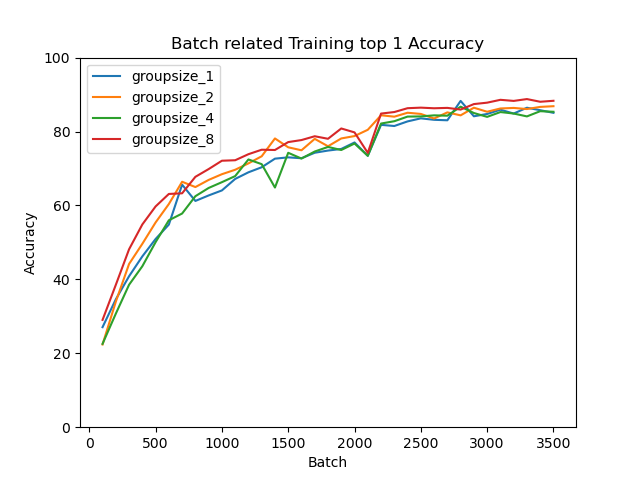 Batch related Training top 1 Accuracy
groupsize_1
groupsize_2
groupsize_4
groupsize_8
100
80
60
40
20
0
Accuracy
0 500 1000 1500 2000 2500 3000 3500
Batch